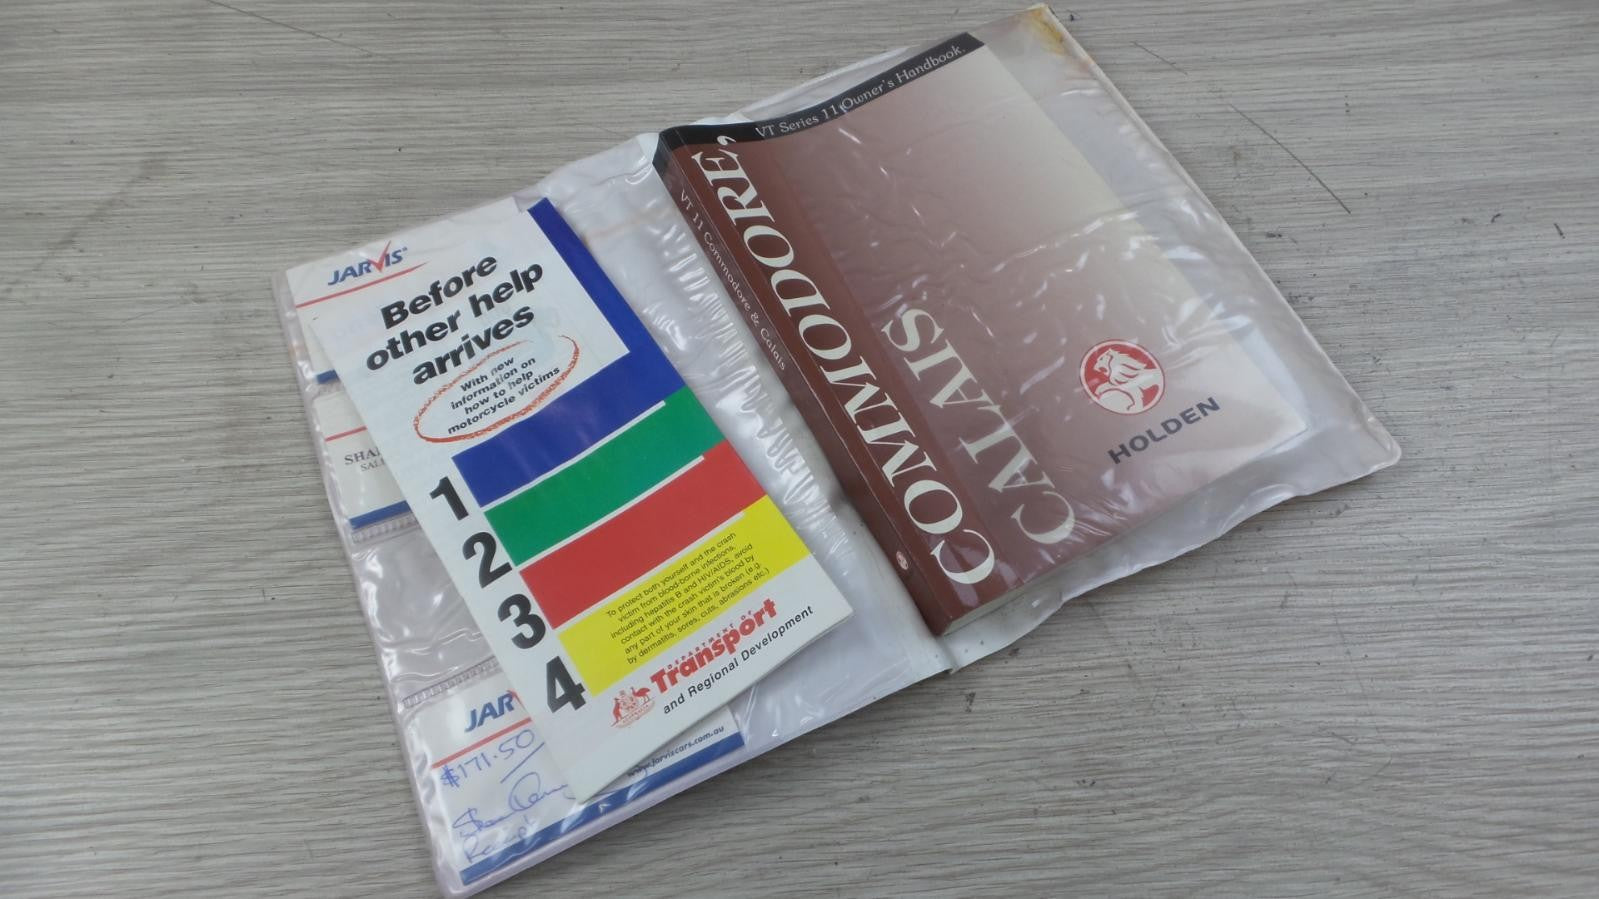 JARVIS
Before
other help
arrives
With new
information on
how to help
motorcycle victims
1
2
3
4
To protect both yourself and the crash
victim from blood-borne infections,
including hepatitis B and HIV/AIDS, avoid
contact with the crash victim's blood by
any part of your skin that is broken (e.g.
by dermatitis, sores, cuts, abrasions etc.)
DEPARTMENT OF
Transport
and Regional Development
SHA
SAL
JAR
$171.50
www.jarviscars.com.au
VT Series 11 Owner's Handbook.
VT 11 Commodore & Calais
COMMODORE,
CALAIS.
HOLDEN